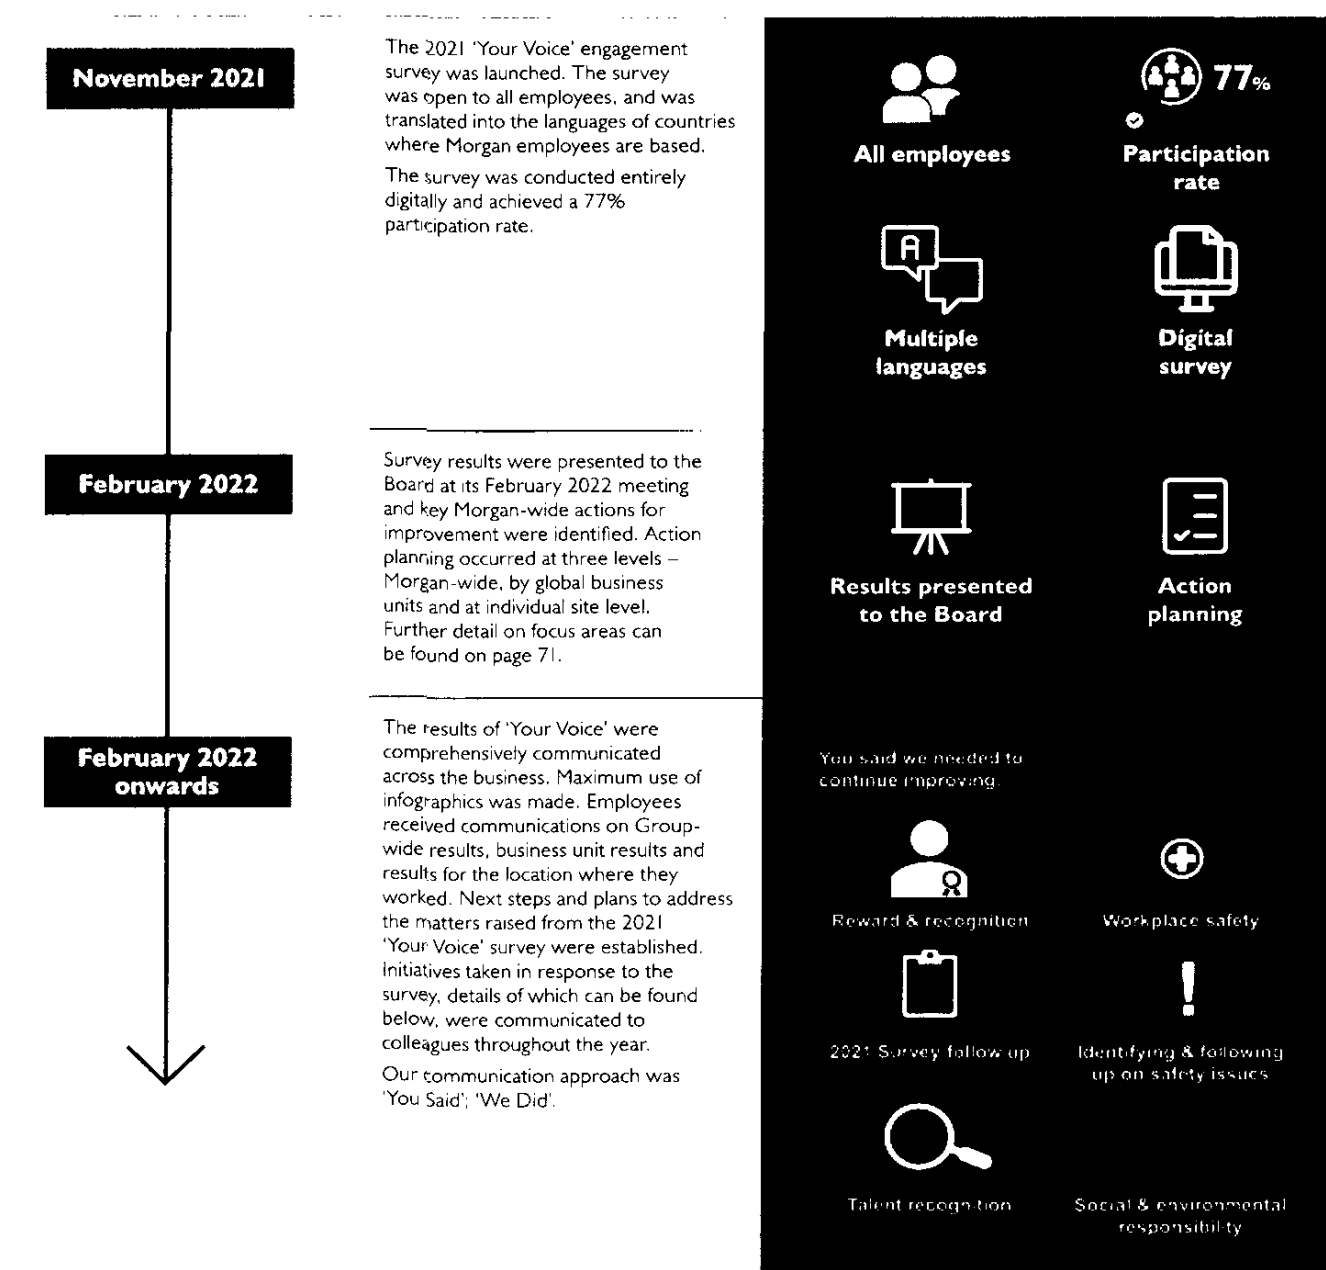 November 2021
The 2021 'Your Voice' engagement
survey was launched. The survey
was open to all employees, and was
translated into the languages of countries
where Morgan employees are based.
The survey was conducted entirely
digitally and achieved a 77%
participation rate.
All employees
77%
Participation
rate
A
Multiple
languages
Digital
survey
February 2022
Survey results were presented to the
Board at its February 2022 meeting
and key Morgan-wide actions for
improvement were identified. Action
planning occurred at three levels –
Morgan-wide, by global business
units and at individual site level.
Further detail on focus areas can
be found on page 71.
Results presented
to the Board
Action
planning
February 2022
onwards
The results of 'Your Voice' were
comprehensively communicated
across the business. Maximum use of
infographics was made. Employees
received communications on Group-
wide results, business unit results and
results for the location where they
worked. Next steps and plans to address
the matters raised from the 2021
'Your Voice' survey were established.
Initiatives taken in response to the
survey, details of which can be found
below, were communicated to
colleagues throughout the year.
Our communication approach was
'You Said'; 'We Did'.
You said we needed to
continue improving.
Reward & recognition
Workplace safety
2021 Survey follow up
Identifying & following
up on safety issues
Talent recognition
Social & environmental
responsibility